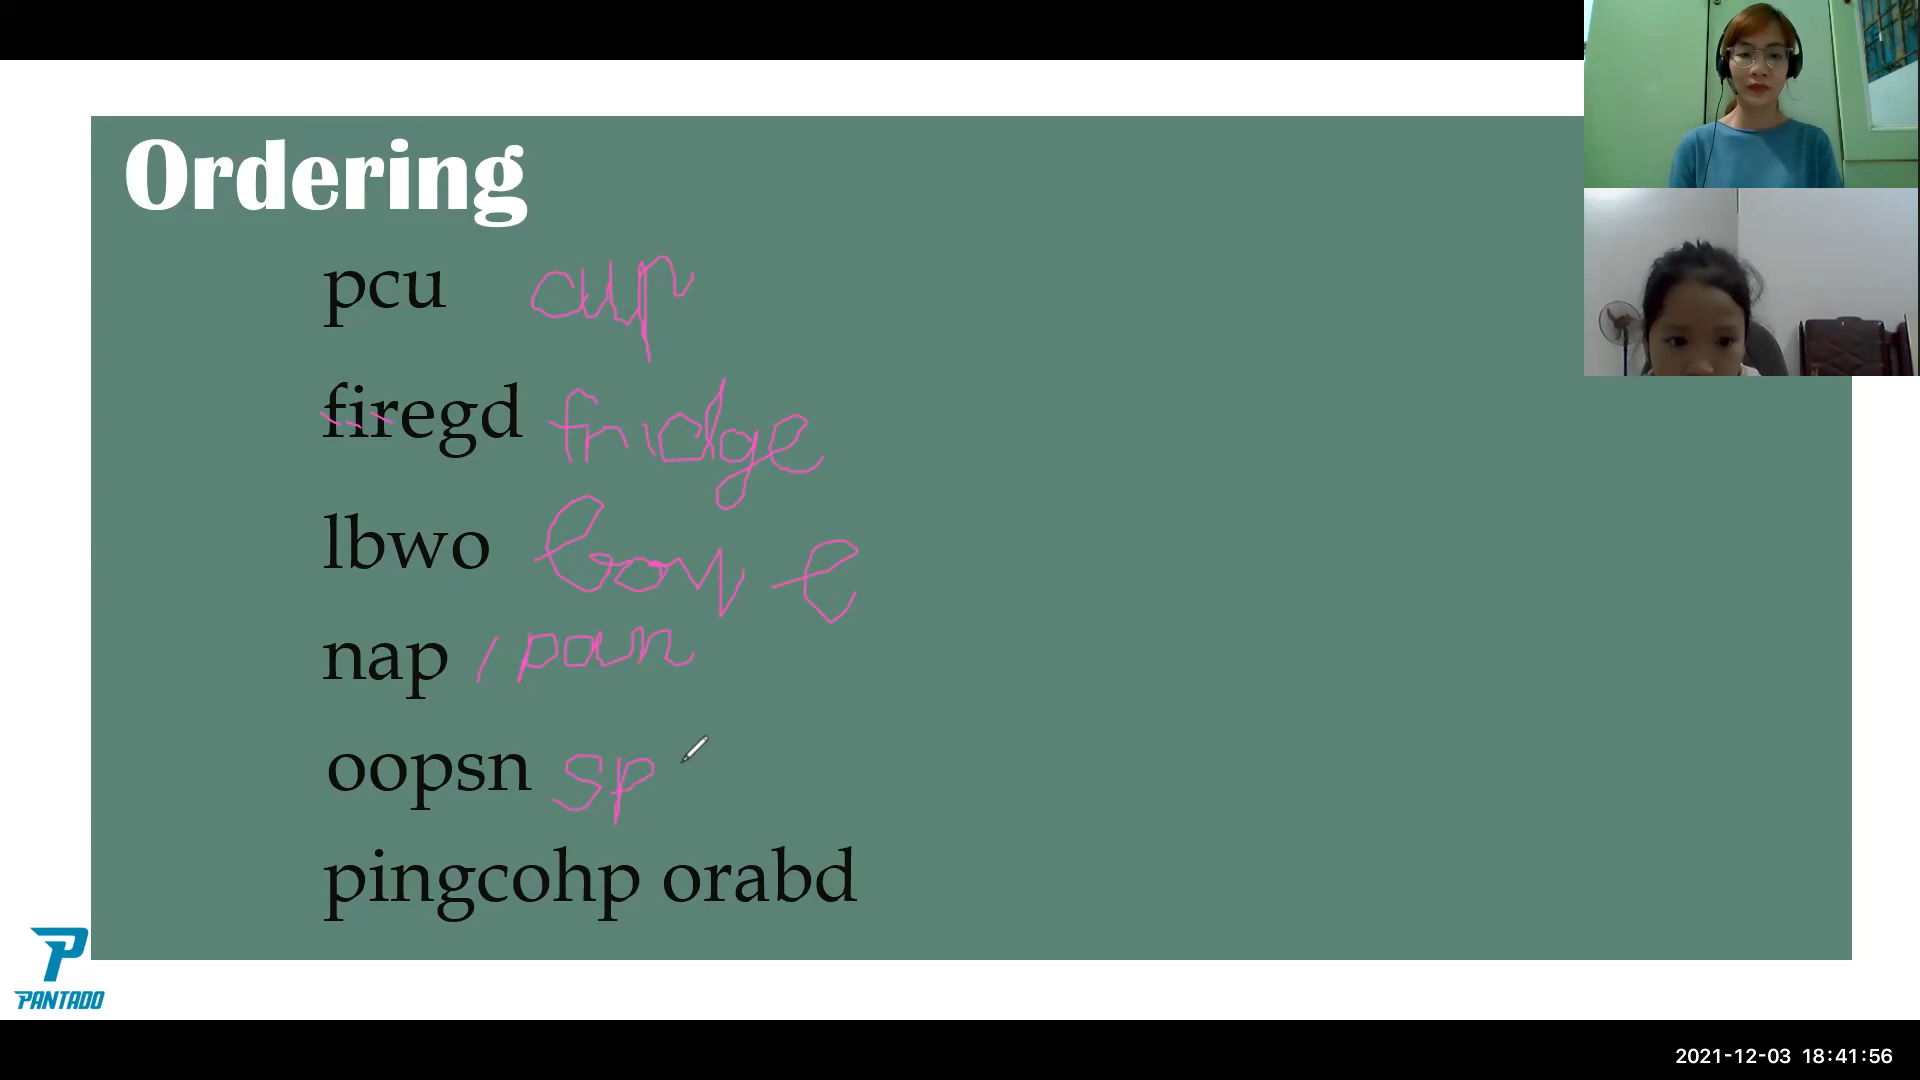 Ordering
pcu cup
firegd fridge
lbwo
nap pan
oopsn sp
pingcohp orabd
PANTADO
2021-12-03 18:41:56